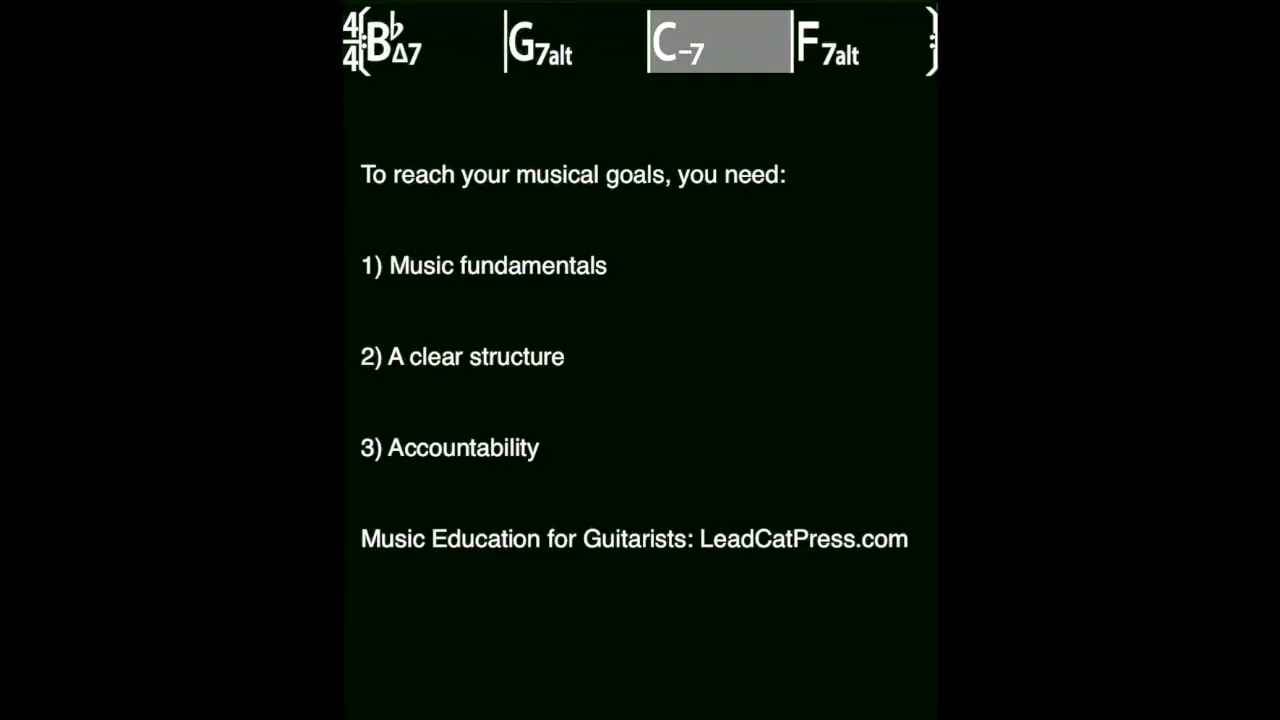 4/4 B♭Δ7 G7alt C-7 F7alt
To reach your musical goals, you need:
1) Music fundamentals
2) A clear structure
3) Accountability
Music Education for Guitarists: LeadCatPress.com